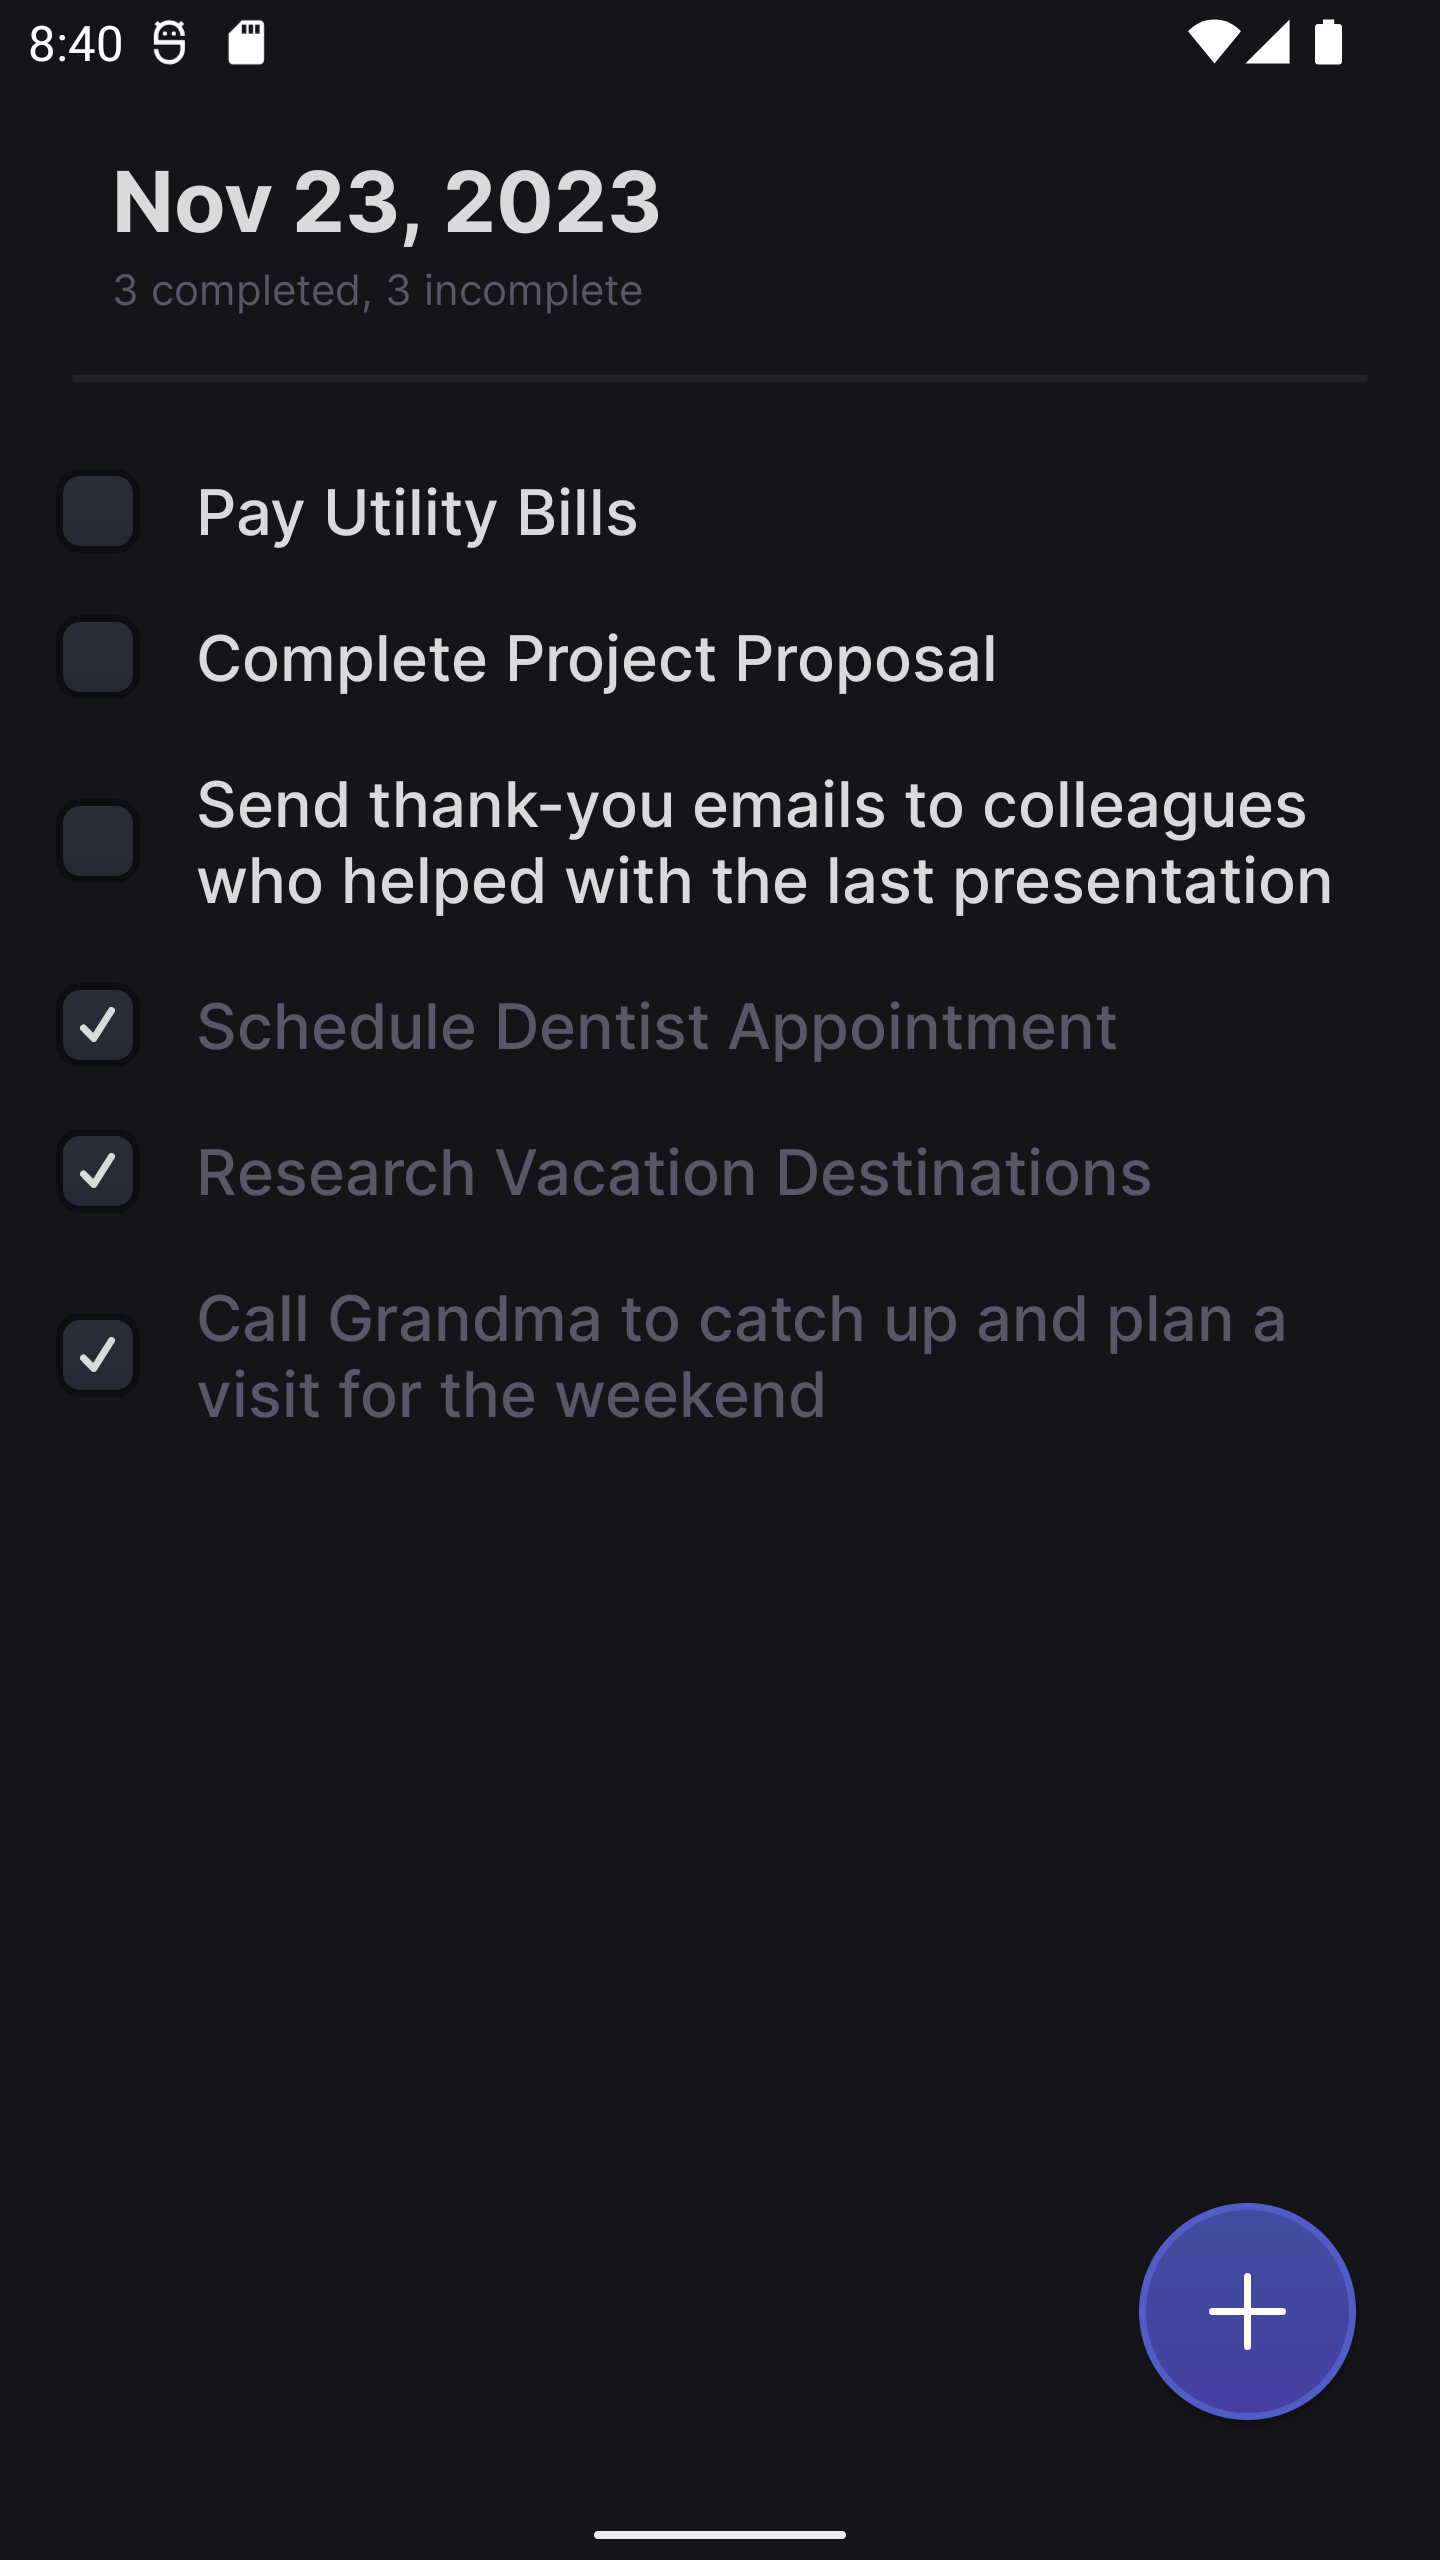 8:40
Nov 23, 2023
3 completed, 3 incomplete
Pay Utility Bills
Complete Project Proposal
Send thank-you emails to colleagues
who helped with the last presentation
Schedule Dentist Appointment
Research Vacation Destinations
Call Grandma to catch up and plan a
visit for the weekend